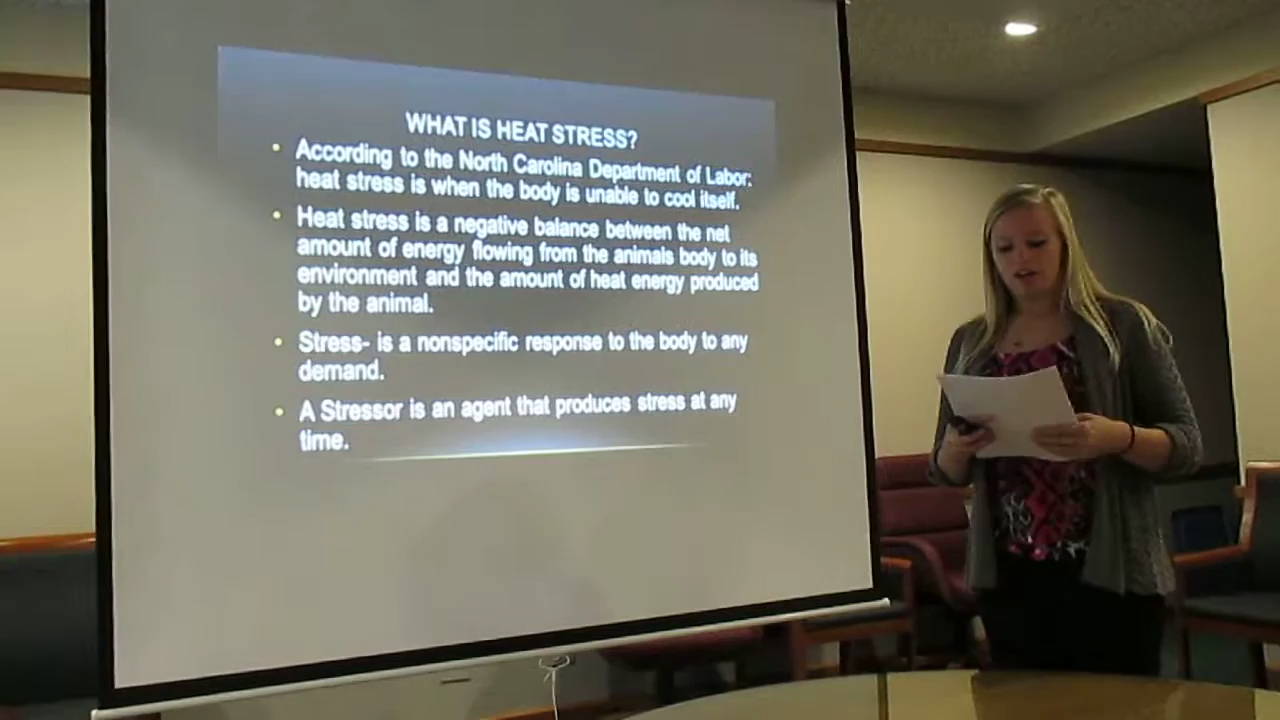 WHAT IS HEAT STRESS?
• According to the North Carolina Department of Labor:
heat stress is when the body is unable to cool itself.
• Heat stress is a negative balance between the net
amount of energy flowing from the animals body to its
environment and the amount of heat energy produced
by the animal.
• Stress- is a nonspecific response to the body to any
demand.
• A Stressor is an agent that produces stress at any
time.